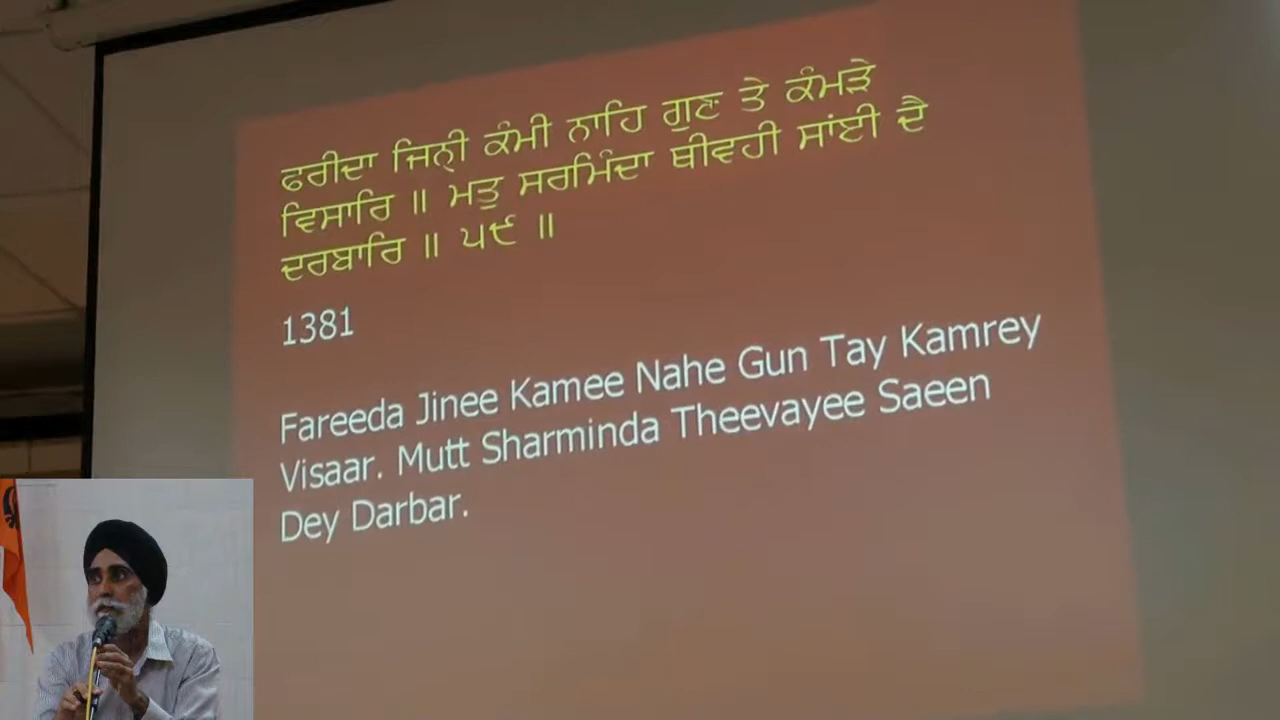 ਫਰੀਦਾ ਜਿਨੑੀ ਕੰਮੀ ਨਾਹਿ ਗੁਣ ਤੇ ਕੰਮੜੇ
ਵਿਸਾਰਿ ॥ ਮਤੁ ਸਰਮਿੰਦਾ ਥੀਵਹੀ ਸਾਂਈ ਦੈ
ਦਰਬਾਰਿ ॥ ੫੯ ॥
1381
Fareeda Jinee Kamee Nahe Gun Tay Kamrey
Visaar. Mutt Sharminda Theevayee Saeen
Dey Darbar.